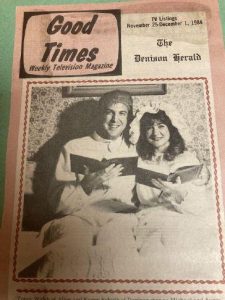 Good
Times
Weekly Television Magazine
TV Listings
November 25-December 1, 1984
The
Denison Herald